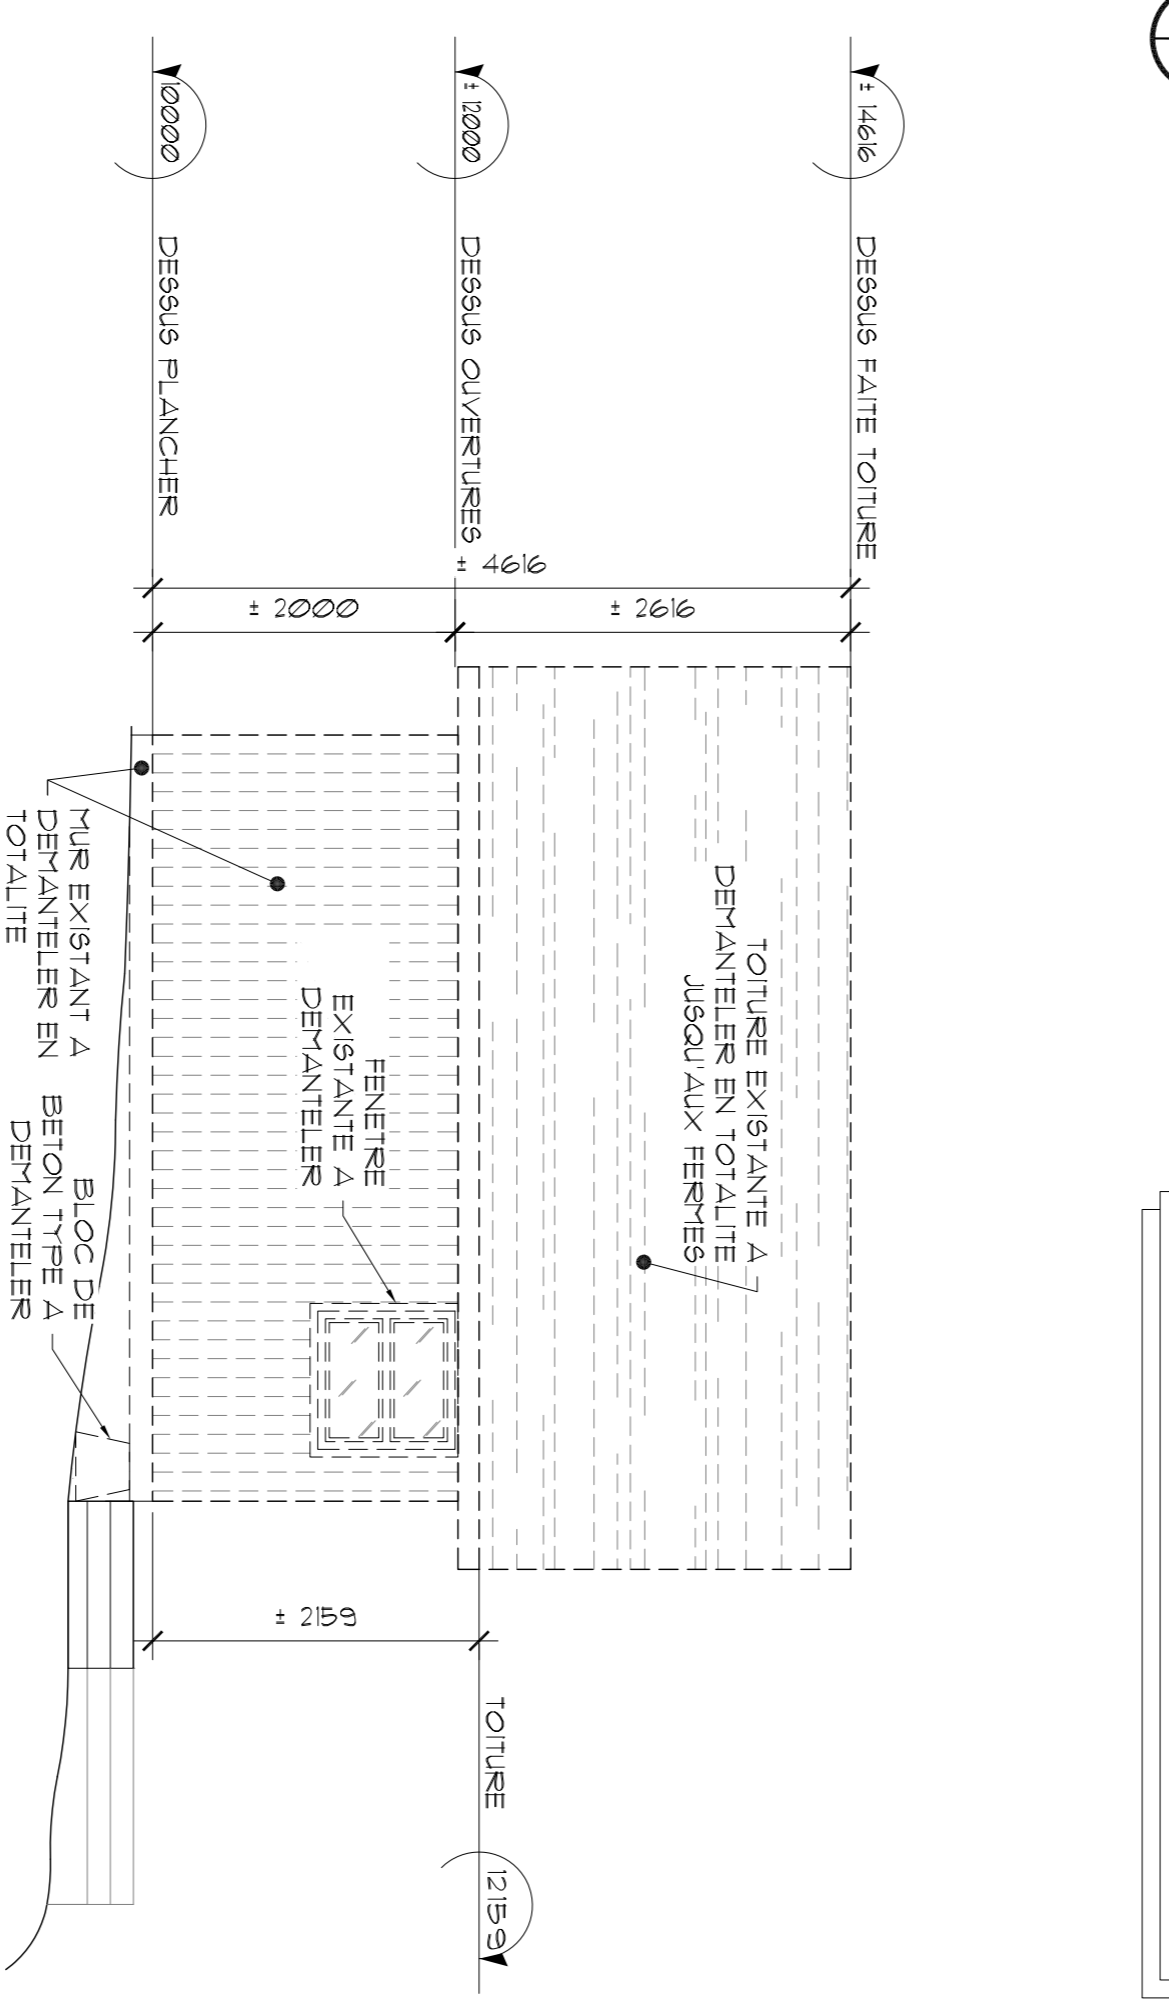 ± 14616
DESSUS FAITE TOITURE
± 12000
DESSUS OUVERTURES
10000
DESSUS PLANCHER
± 4616
± 2616
± 2000
TOITURE EXISTANTE A
DEMANTELER EN TOTALITE
JUSQU'AUX FERMES
FENETRE
EXISTANTE A
DEMANTELER
MUR EXISTANT A
DEMANTELER EN
TOTALITE
BLOC DE
BETON TYPE A
DEMANTELER
± 2159
TOITURE
12159